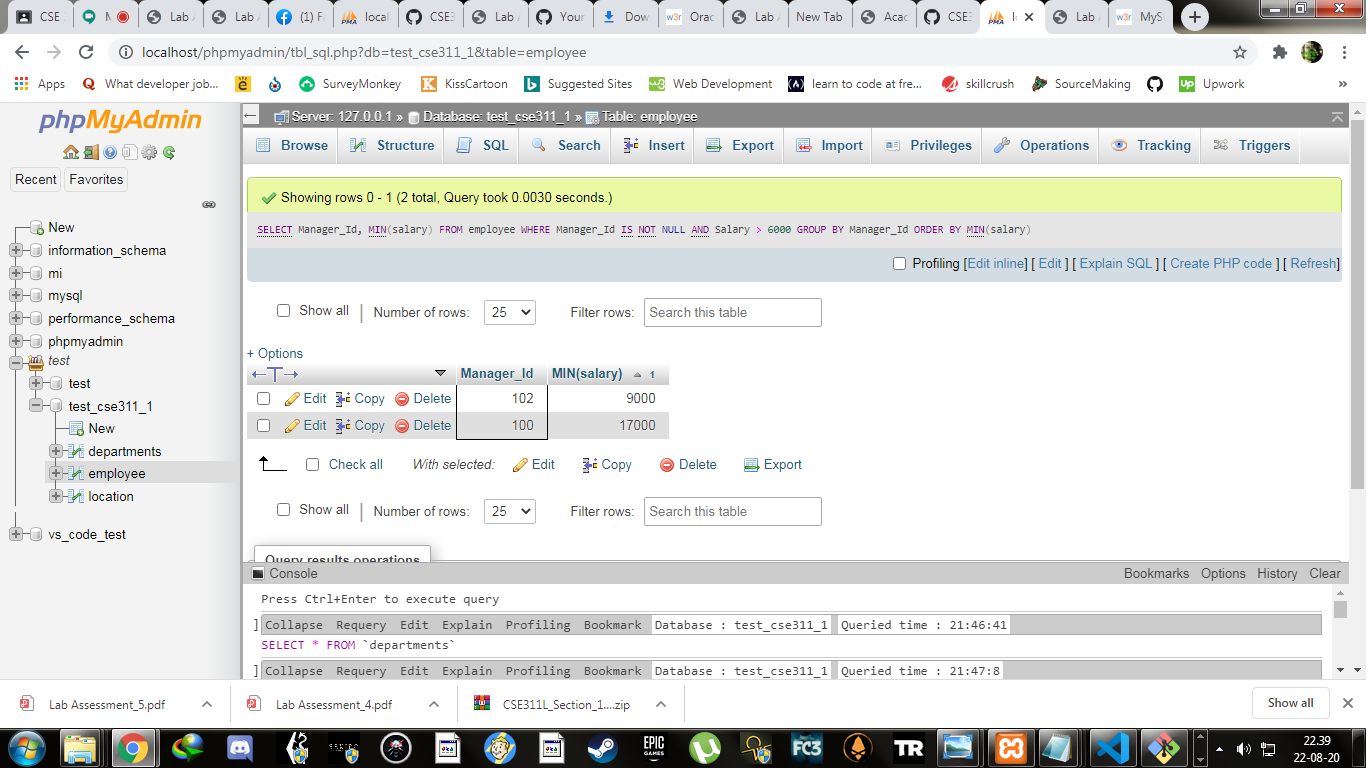 CSE
M
Lab A
Lab A
(1) Fa
local
CSE3
Lab A
Your
Dow
Orac
Lab A
New Tab
Acac
CSE3
Lab A
MyS
localhost/phpmyadmin/tbl_sql.php?db=test_cse311_1&table=employee
Apps
What developer job...
SurveyMonkey
KissCartoon
Suggested Sites
Web Development
learn to code at fre...
skillcrush
SourceMaking
Upwork
phpMyAdmin
Recent
Favorites
New
information_schema
mi
mysql
performance_schema
phpmyadmin
test
test
test_cse311_1
New
departments
employee
location
vs_code_test
Server: 127.0.0.1 » Database: test_cse311_1 » Table: employee
Browse Structure SQL Search Insert Export Import Privileges Operations Tracking Triggers
Showing rows 0 - 1 (2 total, Query took 0.0030 seconds.)
SELECT Manager_Id, MIN(salary) FROM employee WHERE Manager_Id IS NOT NULL AND Salary > 6000 GROUP BY Manager_Id ORDER BY MIN(salary)
Profiling [Edit inline] [ Edit ] [ Explain SQL ] [ Create PHP code ] [ Refresh]
Show all | Number of rows: 25 Filter rows: Search this table
+ Options
Manager_Id MIN(salary) 1
Edit Copy Delete 102 9000
Edit Copy Delete 100 17000
Check all With selected: Edit Copy Delete Export
Show all | Number of rows: 25 Filter rows: Search this table
Query results operations
Console Bookmarks Options History Clear
Press Ctrl+Enter to execute query
] Collapse Requery Edit Explain Profiling Bookmark Database : test_cse311_1 Queried time : 21:46:41
SELECT * FROM `departments`
] Collapse Requery Edit Explain Profiling Bookmark Database : test_cse311_1 Queried time : 21:47:8
Lab Assessment_5.pdf
Lab Assessment_4.pdf
CSE311L_Section_1....zip
Show all
EPIC GAMES
FC3
TR
22.39
22-08-20